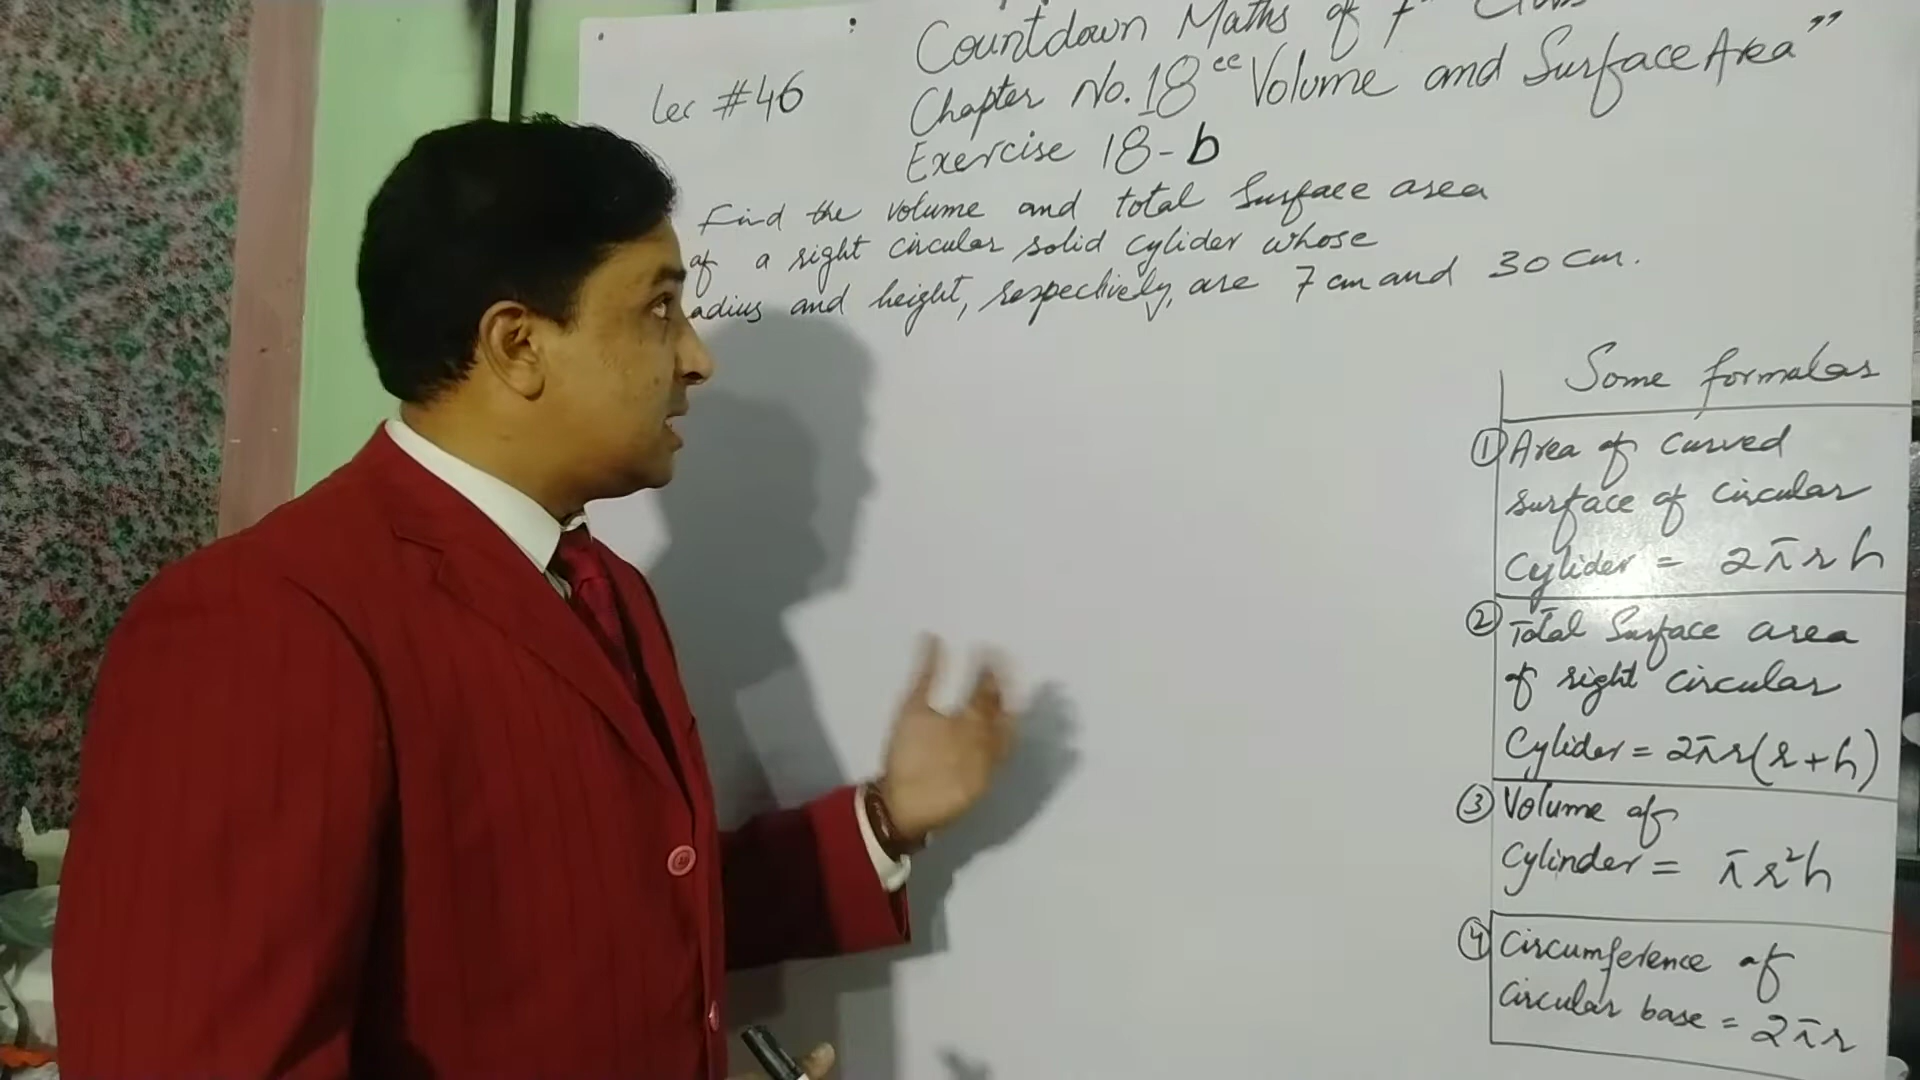 Countdown Maths of 7th Class
Lec #46
Chapter No. 18 "Volume and Surface Area"
Exercise 18-b
Find the volume and total Surface area
of a right circular solid cylider whose
adius and height, respectively, are 7 cm and 30 cm.
Some formulas
① Area of curved
surface of circular
Cylider = 2πrh
② Total Surface area
of right circular
Cylider = 2πr(r+h)
③ Volume of
Cylinder = πr²h
④ Circumference of
circular base = 2πr